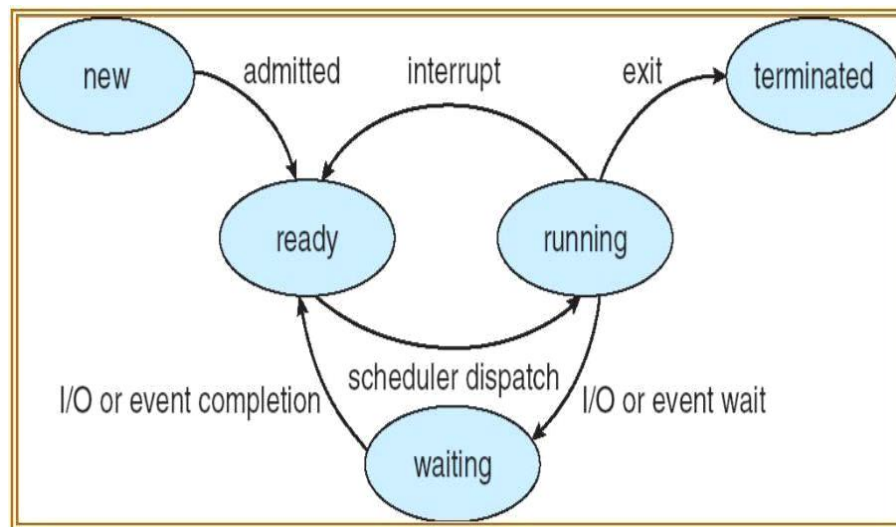 new
admitted
interrupt
exit
terminated
ready
running
scheduler dispatch
I/O or event completion
I/O or event wait
waiting